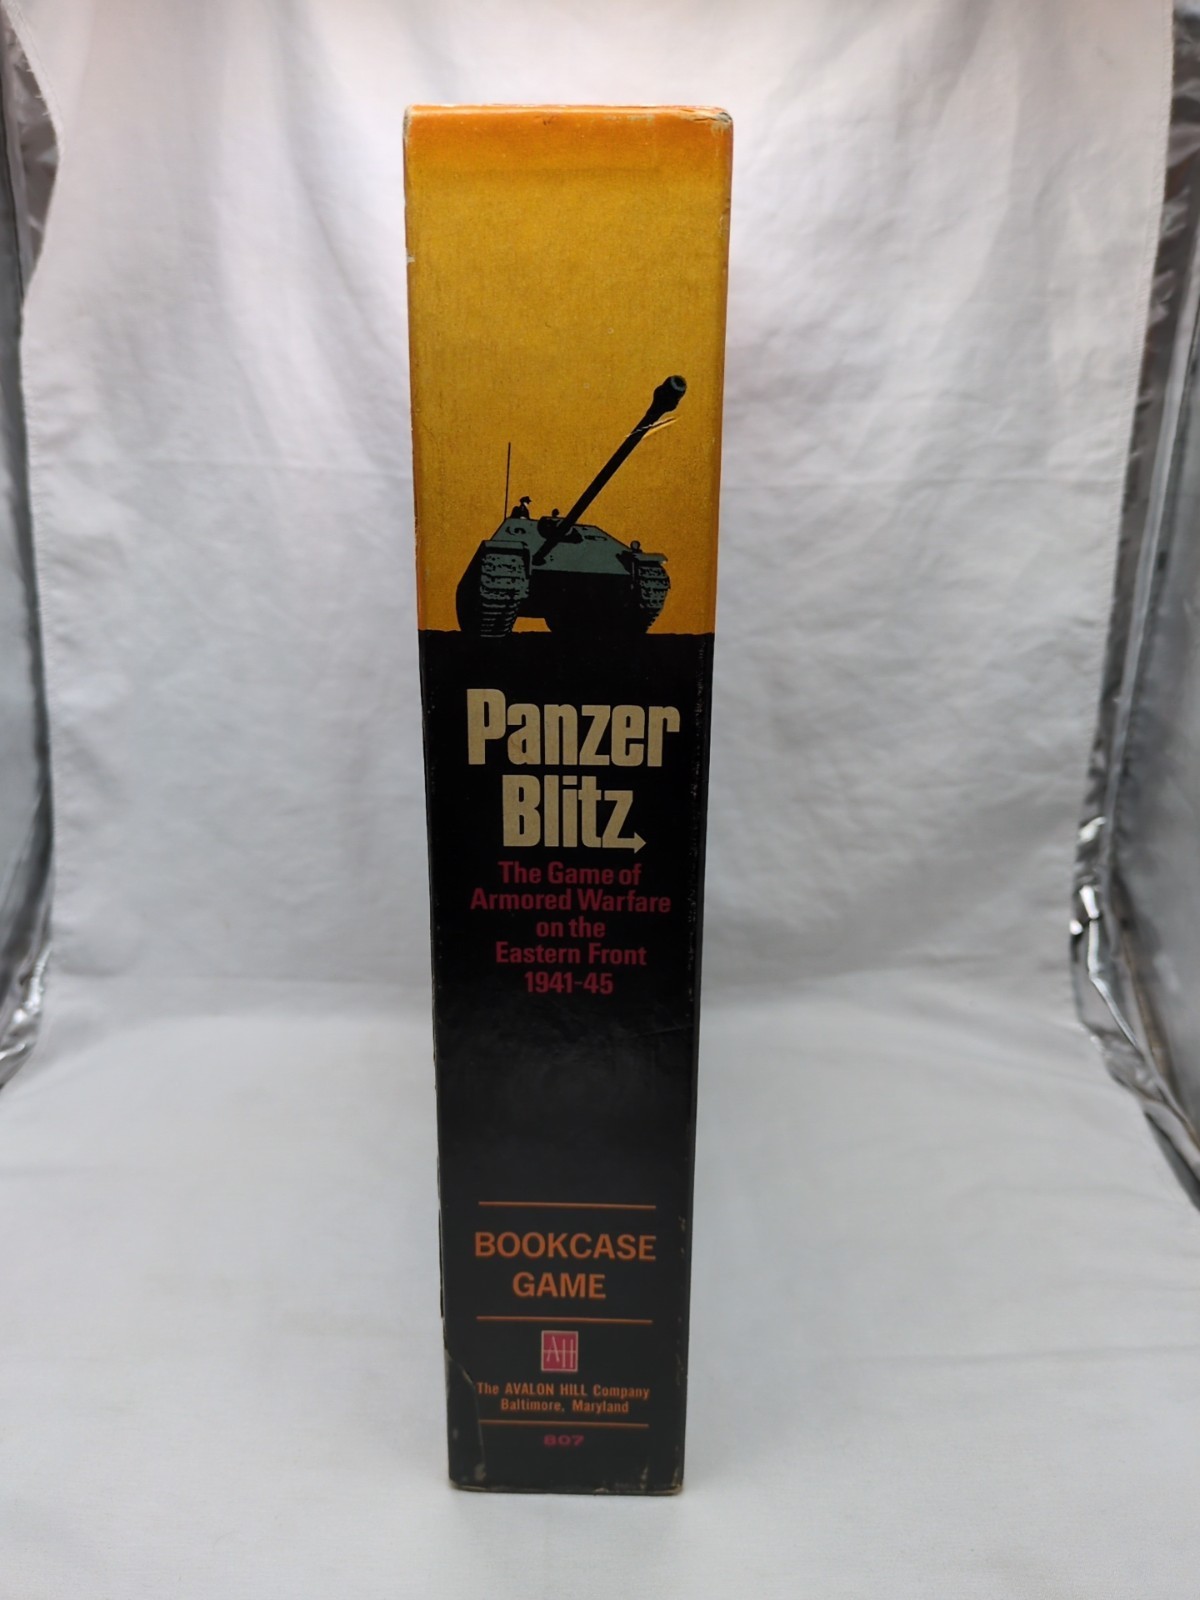 Panzer
Blitz
The Game of
Armored Warfare
on the
Eastern Front
1941-45
BOOKCASE
GAME
AH
The AVALON HILL Company
Baltimore, Maryland
807